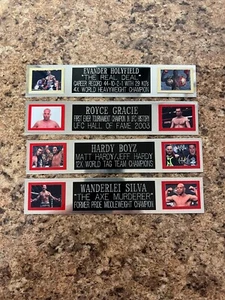 EVANDER HOLYFIELD
"THE REAL DEAL"
CAREER RECORD 44-10-2-1 WITH 29 KO'S
4X WORLD HEAVYWEIGHT CHAMPION
ROYCE GRACIE
FIRST EVER TOURNAMENT CHAMPION IN UFC HISTORY
UFC HALL OF FAME 2003
HARDY BOYZ
MATT HARDY/JEFF HARDY
12X WORLD TAG TEAM CHAMPIONS
WANDERLEI SILVA
"THE AXE MURDERER"
FORMER PRIDE MIDDLEWEIGHT CHAMPION